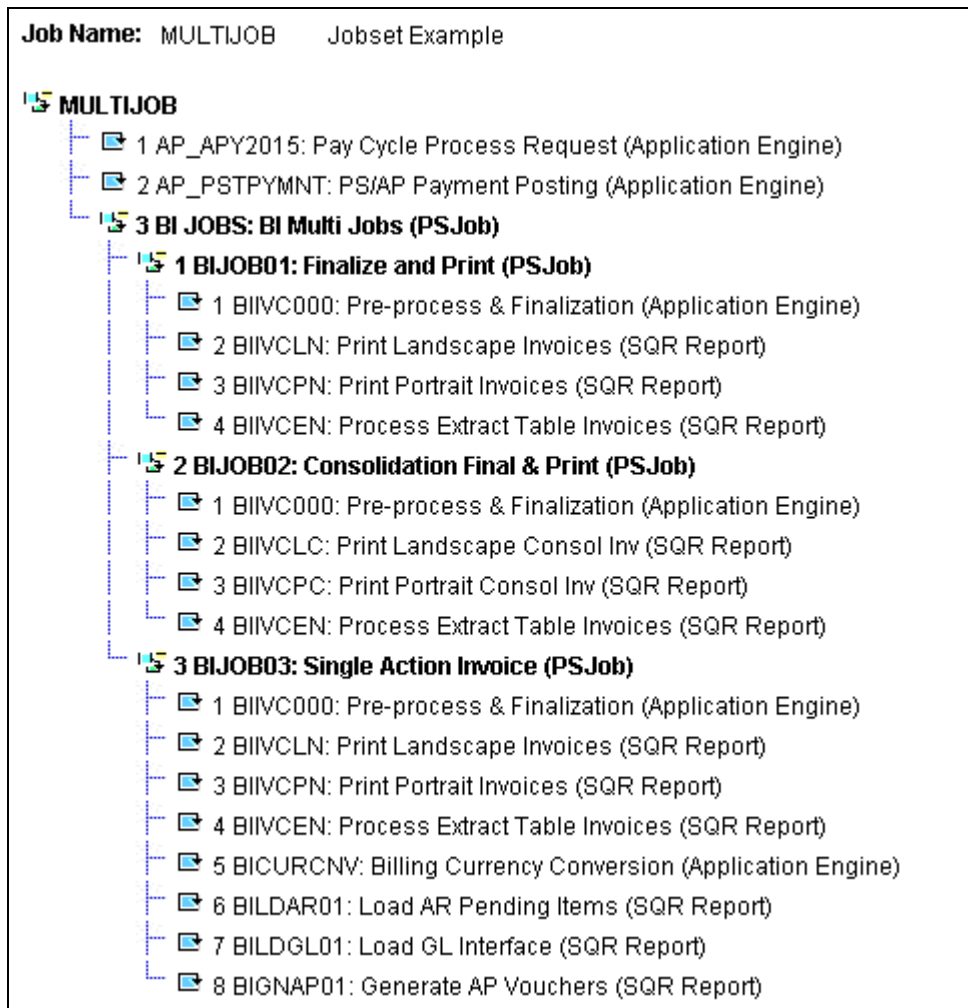 Job Name: MULTIJOB Jobset Example
MULTIJOB
1 AP_APY2015: Pay Cycle Process Request (Application Engine)
2 AP_PSTPYMNT: PS/AP Payment Posting (Application Engine)
3 BI JOBS: BI Multi Jobs (PSJob)
1 BIJOB01: Finalize and Print (PSJob)
1 BIIVC000: Pre-process & Finalization (Application Engine)
2 BIIVCLN: Print Landscape Invoices (SQR Report)
3 BIIVCPN: Print Portrait Invoices (SQR Report)
4 BIIVCEN: Process Extract Table Invoices (SQR Report)
2 BIJOB02: Consolidation Final & Print (PSJob)
1 BIIVC000: Pre-process & Finalization (Application Engine)
2 BIIVCLC: Print Landscape Consol Inv (SQR Report)
3 BIIVCPC: Print Portrait Consol Inv (SQR Report)
4 BIIVCEN: Process Extract Table Invoices (SQR Report)
3 BIJOB03: Single Action Invoice (PSJob)
1 BIIVC000: Pre-process & Finalization (Application Engine)
2 BIIVCLN: Print Landscape Invoices (SQR Report)
3 BIIVCPN: Print Portrait Invoices (SQR Report)
4 BIIVCEN: Process Extract Table Invoices (SQR Report)
5 BICURCNV: Billing Currency Conversion (Application Engine)
6 BILDAR01: Load AR Pending Items (SQR Report)
7 BILDGL01: Load GL Interface (SQR Report)
8 BIGNAP01: Generate AP Vouchers (SQR Report)